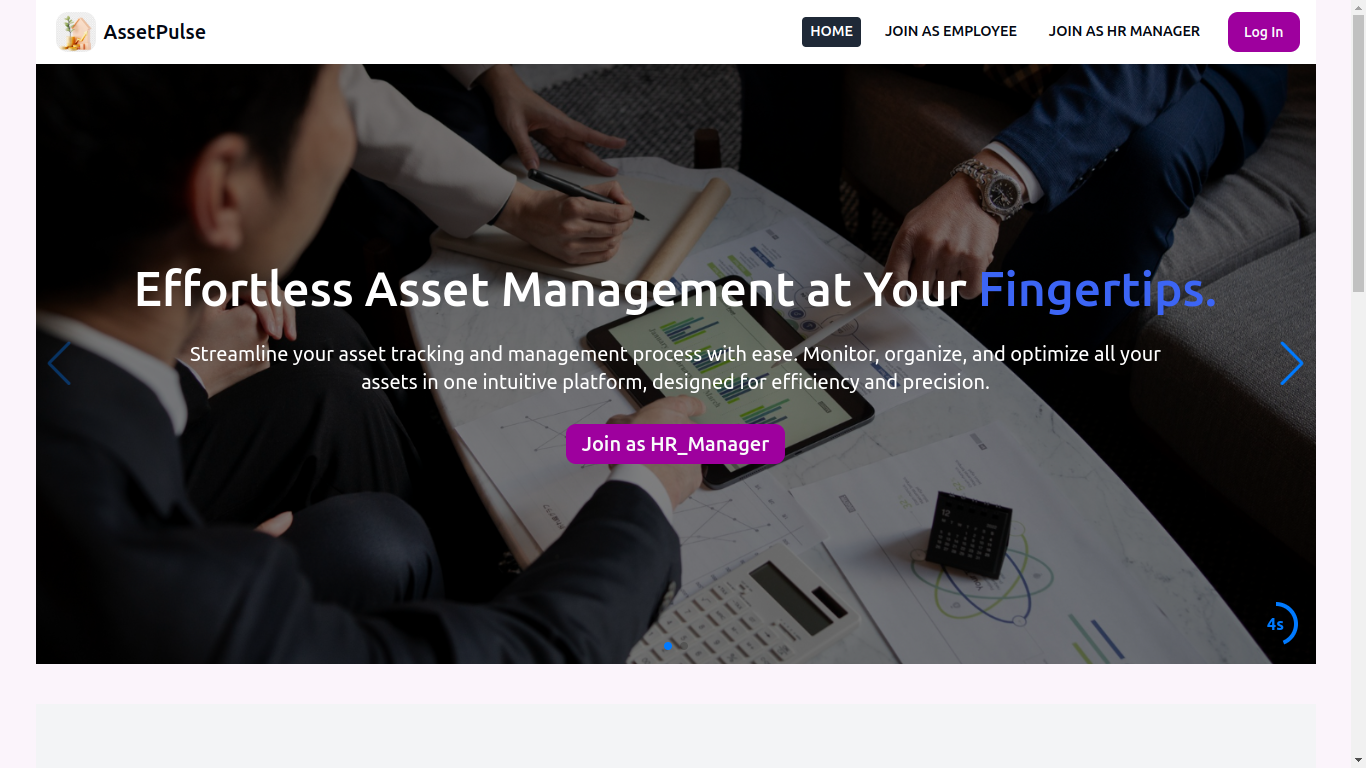 AssetPulse
HOME
JOIN AS EMPLOYEE
JOIN AS HR MANAGER
Log In
Effortless Asset Management at Your Fingertips.
Streamline your asset tracking and management process with ease. Monitor, organize, and optimize all your
assets in one intuitive platform, designed for efficiency and precision.
Join as HR_Manager
12
4s